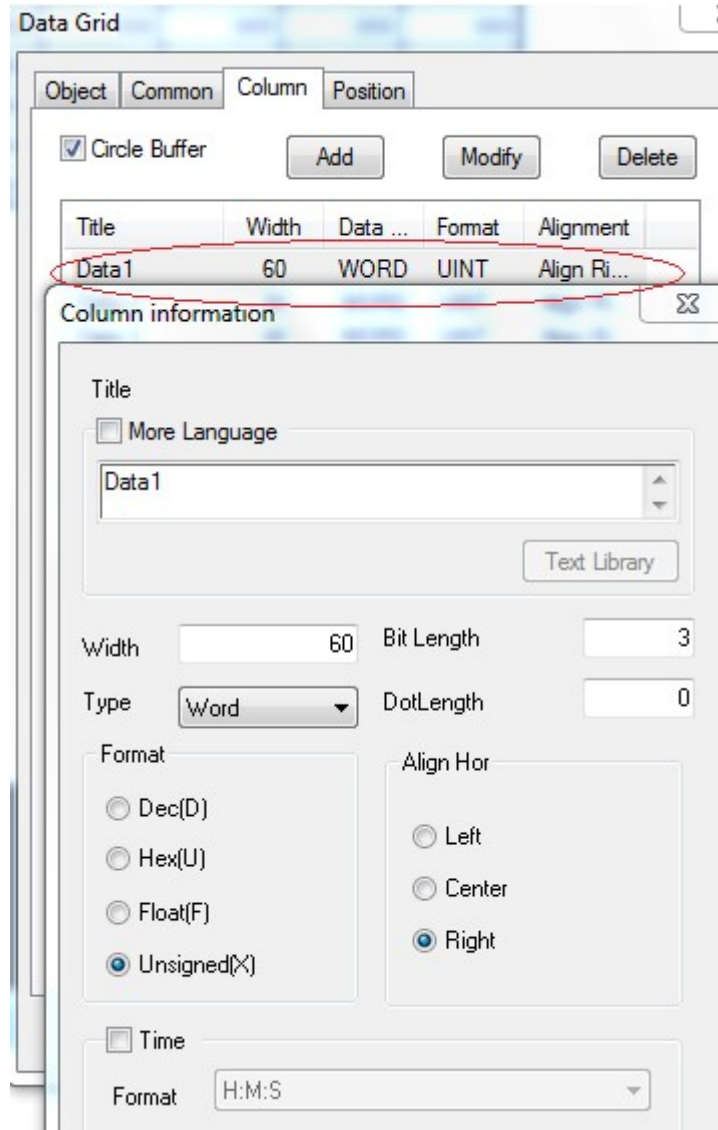 Data Grid
Object Common Column Position
Circle Buffer Add Modify Delete
Title Width Data ... Format Alignment
Data1 60 WORD UINT Align Ri...
Column information
Title
More Language
Data1
Text Library
Width 60 Bit Length 3
Type Word DotLength 0
Format Align Hor
Dec(D)
Left
Hex(U)
Center
Float(F)
Right
Unsigned(X)
Time
Format H:M:S